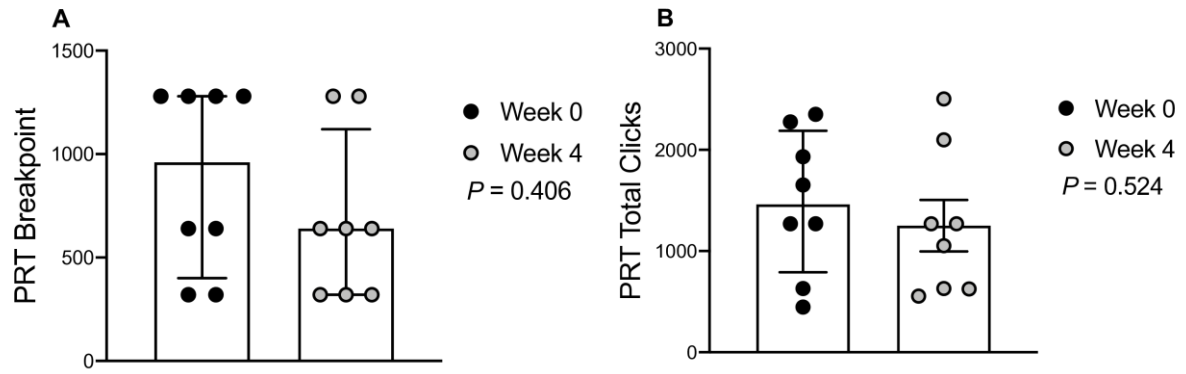 A
1500
1000
500
0
PRT Breakpoint
Week 0
Week 4
P = 0.406
B
3000
2000
1000
0
PRT Total Clicks
Week 0
Week 4
P = 0.524